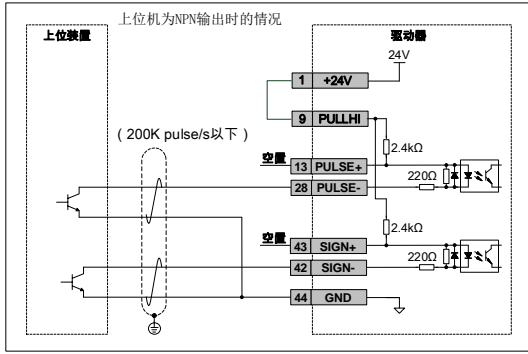 上位机为NPN输出时的情况
上位装置
驱动器
24V
1 +24V
9 PULLHI
（200K pulse/s以下）
2.4kΩ
空置
13 PULSE+
220Ω
28 PULSE-
2.4kΩ
空置
43 SIGN+
220Ω
42 SIGN-
44 GND